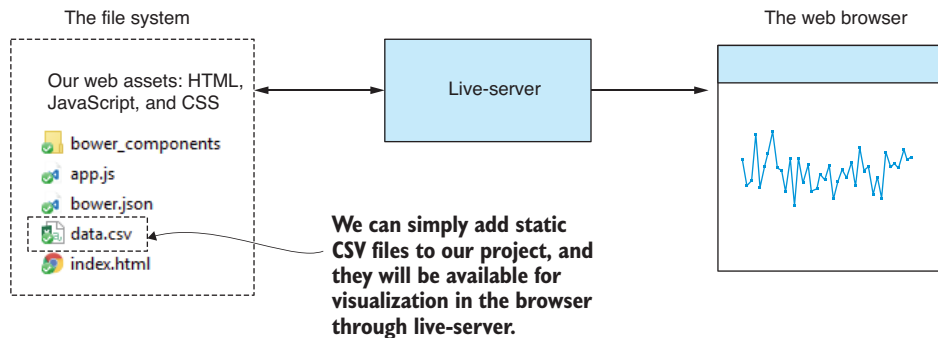 The file system
The web browser
Our web assets: HTML,
JavaScript, and CSS
Live-server
bower_components
app.js
bower.json
data.csv
index.html
We can simply add static
CSV files to our project, and
they will be available for
visualization in the browser
through live-server.